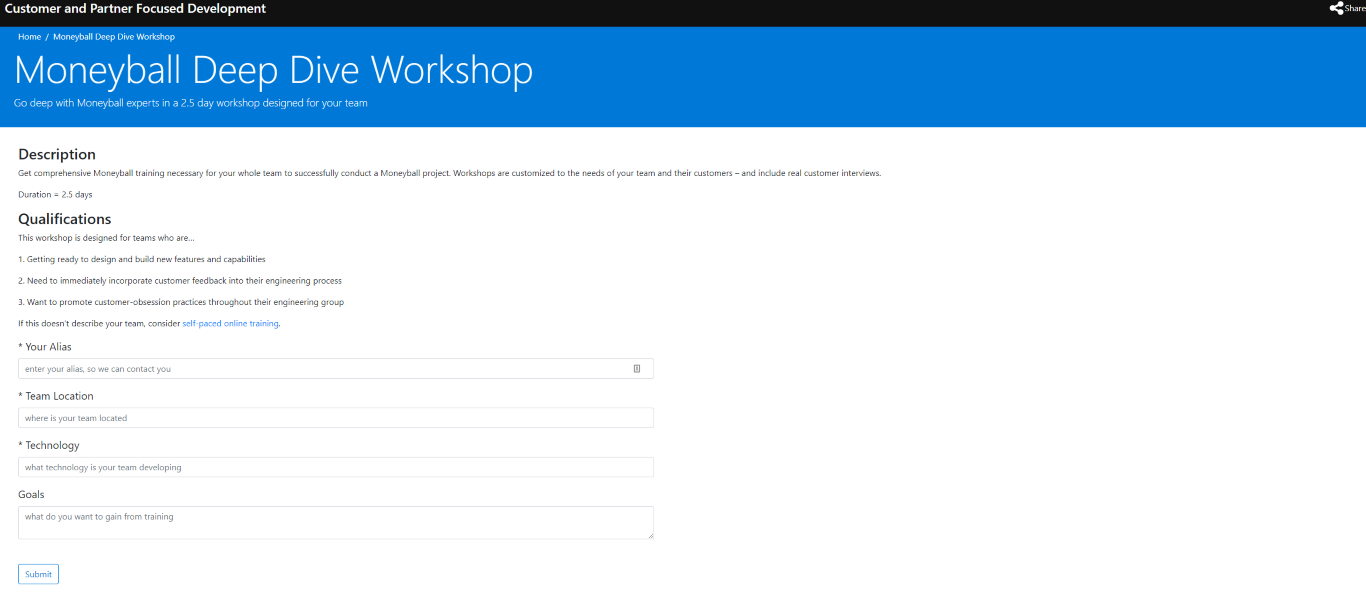 Customer and Partner Focused Development
Share
Home / Moneyball Deep Dive Workshop
Moneyball Deep Dive Workshop
Go deep with Moneyball experts in a 2.5 day workshop designed for your team
Description
Get comprehensive Moneyball training necessary for your whole team to successfully conduct a Moneyball project. Workshops are customized to the needs of your team and their customers – and include real customer interviews.
Duration = 2.5 days
Qualifications
This workshop is designed for teams who are...
1. Getting ready to design and build new features and capabilities
2. Need to immediately incorporate customer feedback into their engineering process
3. Want to promote customer-obsession practices throughout their engineering group
If this doesn't describe your team, consider self-paced online training.
* Your Alias
enter your alias, so we can contact you
* Team Location
where is your team located
* Technology
what technology is your team developing
Goals
what do you want to gain from training
Submit